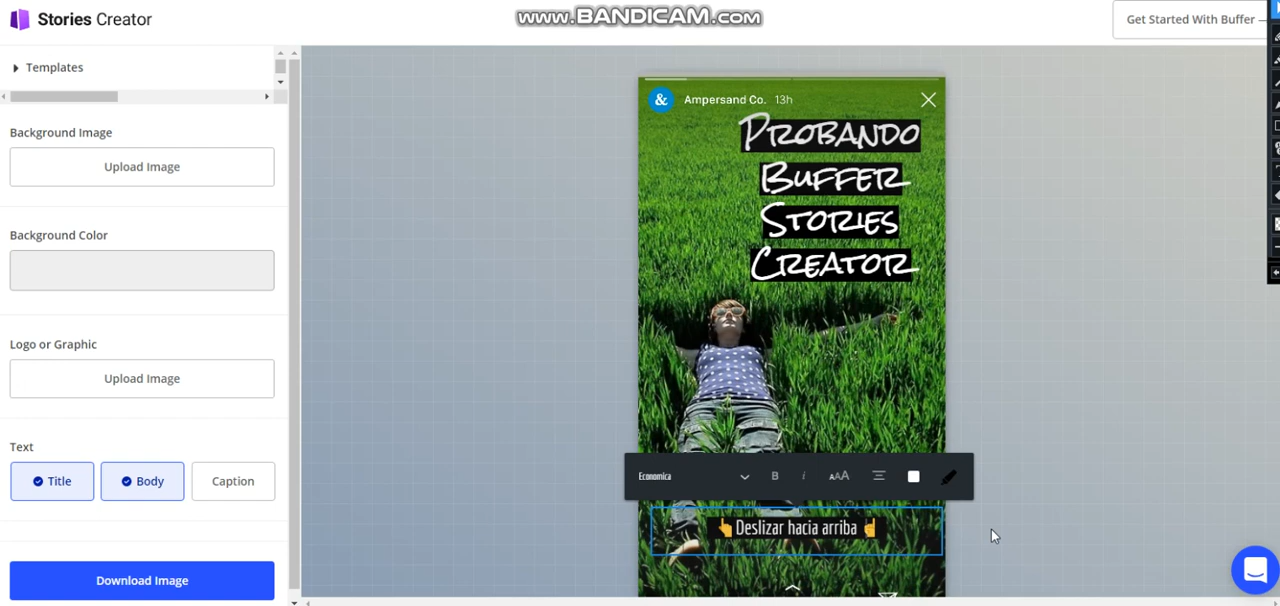 Stories Creator
www.BANDICAM.com
Get Started With Buffer —
Templates
Background Image
Upload Image
Background Color
Logo or Graphic
Upload Image
Text
Title
Body
Caption
Download Image
& Ampersand Co. 13h
Probando
Buffer
Stories
Creator
Economica
B i AAA
👆Deslizar hacia arriba☝